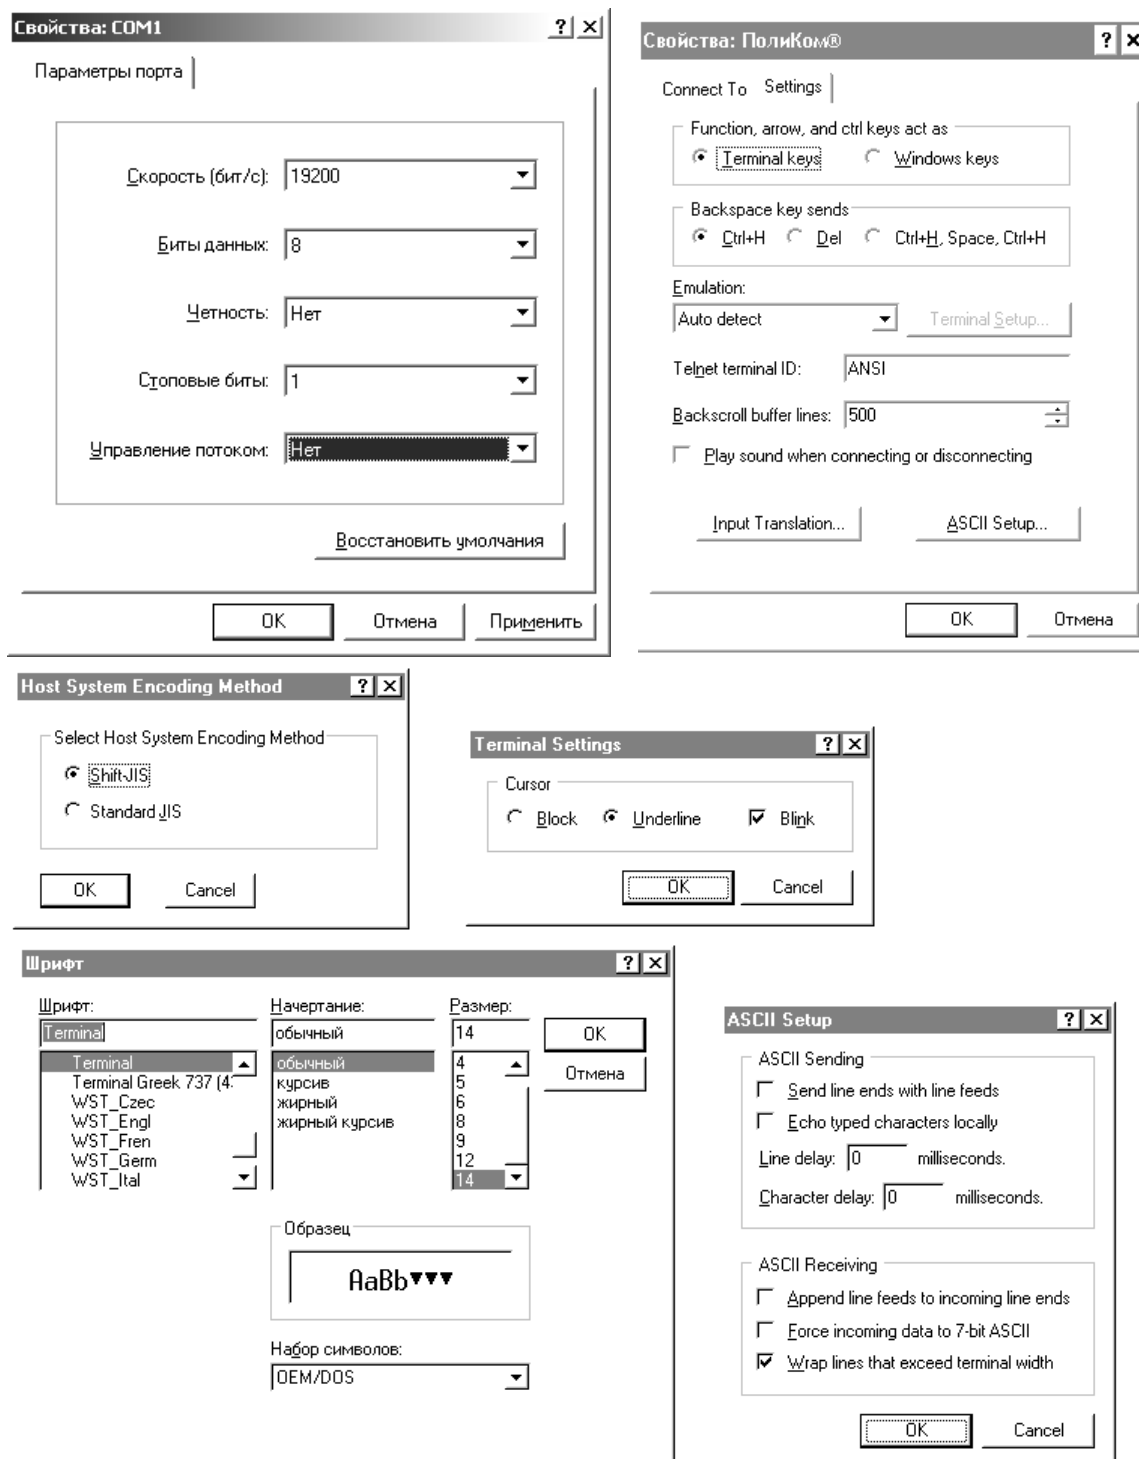 Свойства: COM1
Параметры порта
Скорость (бит/с): 19200
Биты данных: 8
Четность: Нет
Стоповые биты: 1
Управление потоком: Нет
Восстановить умолчания
OK Отмена Применить
Свойства: ПолиКом®
Connect To Settings
Function, arrow, and ctrl keys act as
Terminal keys Windows keys
Backspace key sends
Ctrl+H Del Ctrl+H, Space, Ctrl+H
Emulation:
Auto detect Terminal Setup...
Telnet terminal ID: ANSI
Backscroll buffer lines: 500
Play sound when connecting or disconnecting
Input Translation... ASCII Setup...
OK Отмена
Host System Encoding Method
Select Host System Encoding Method
Shift-JIS
Standard JIS
OK Cancel
Terminal Settings
Cursor
Block Underline Blink
OK Cancel
Шрифт
Шрифт: Начертание: Размер:
Terminal обычный 14 OK
Terminal обычный 4 Отмена
Terminal Greek 737 (4: курсив 5
WST_Czec жирный 6
WST_Engl жирный курсив 8
WST_Fren 9
WST_Germ 12
WST_Ital 14
Образец
AaBb▼▼▼
Набор символов:
OEM/DOS
ASCII Setup
ASCII Sending
Send line ends with line feeds
Echo typed characters locally
Line delay: 0 milliseconds.
Character delay: 0 milliseconds.
ASCII Receiving
Append line feeds to incoming line ends
Force incoming data to 7-bit ASCII
Wrap lines that exceed terminal width
OK Cancel